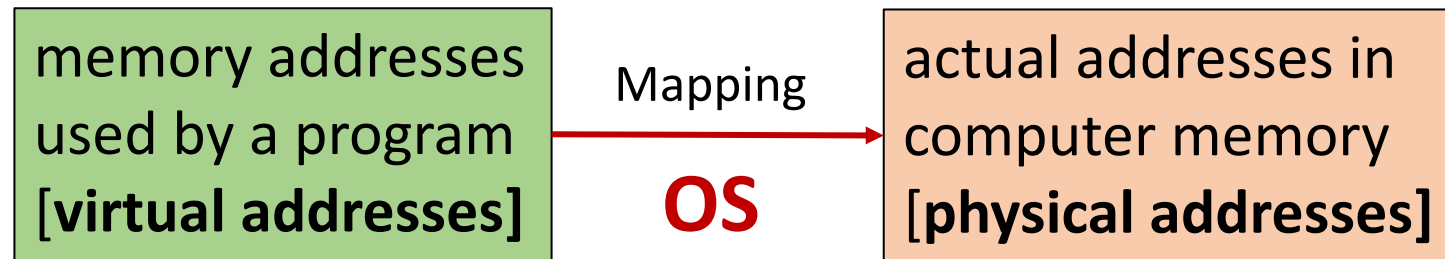 memory addresses
used by a program
[virtual addresses]
Mapping
OS
actual addresses in
computer memory
[physical addresses]